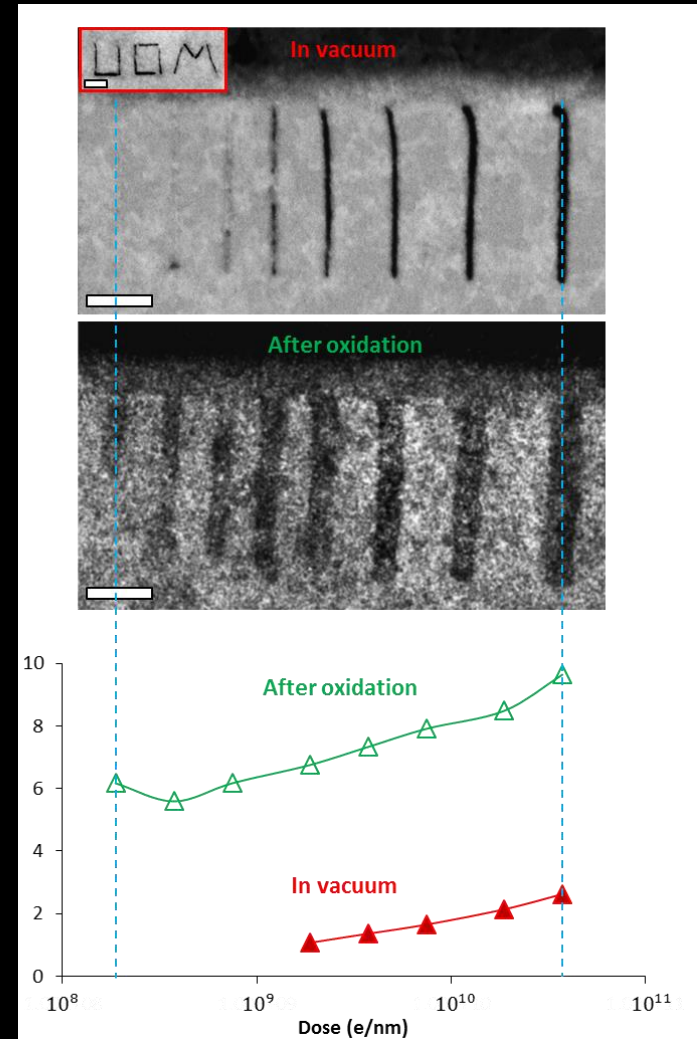 UOM
In vacuum
After oxidation
10
After oxidation
8
6
4
In vacuum
2
0
10⁸
10⁹
10¹⁰
10¹¹
Dose (e/nm)